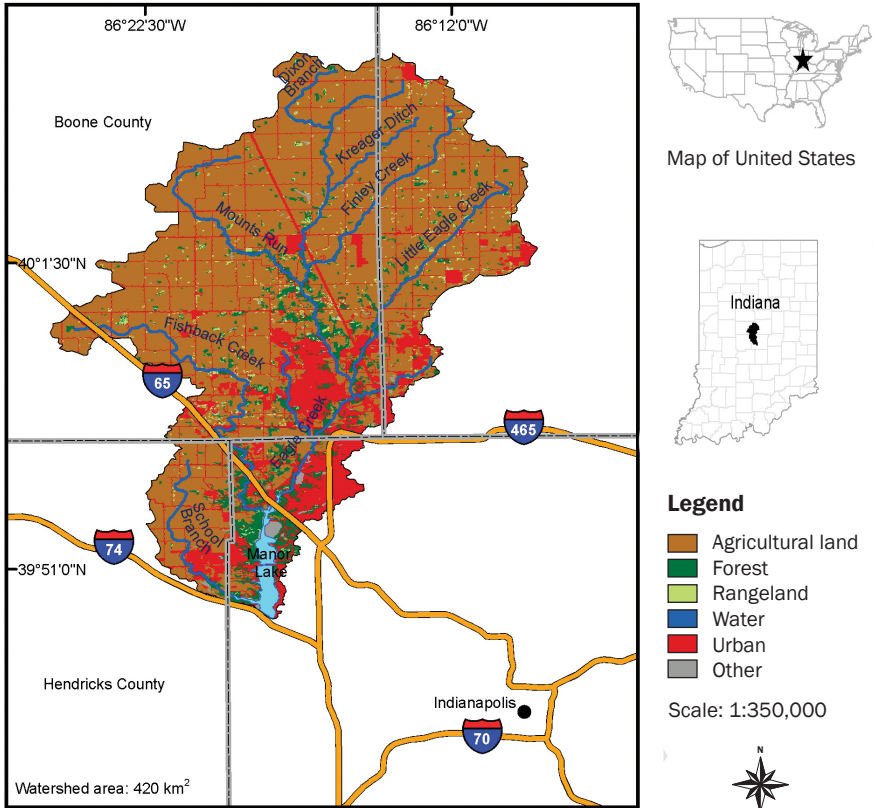 86°22'30"W
86°12'0"W
Boone County
Dixon
Branch
Kreager-Ditch
Finley Creek
Mounts Run
Little Eagle Creek
40°1'30"N
Fishback Creek
65
Eagle Creek
465
School
Branch
74
Manor
Lake
39°51'0"N
Hendricks County
Indianapolis
70
Watershed area: 420 km²
Map of United States
Indiana
Legend
Agricultural land
Forest
Rangeland
Water
Urban
Other
Scale: 1:350,000
N